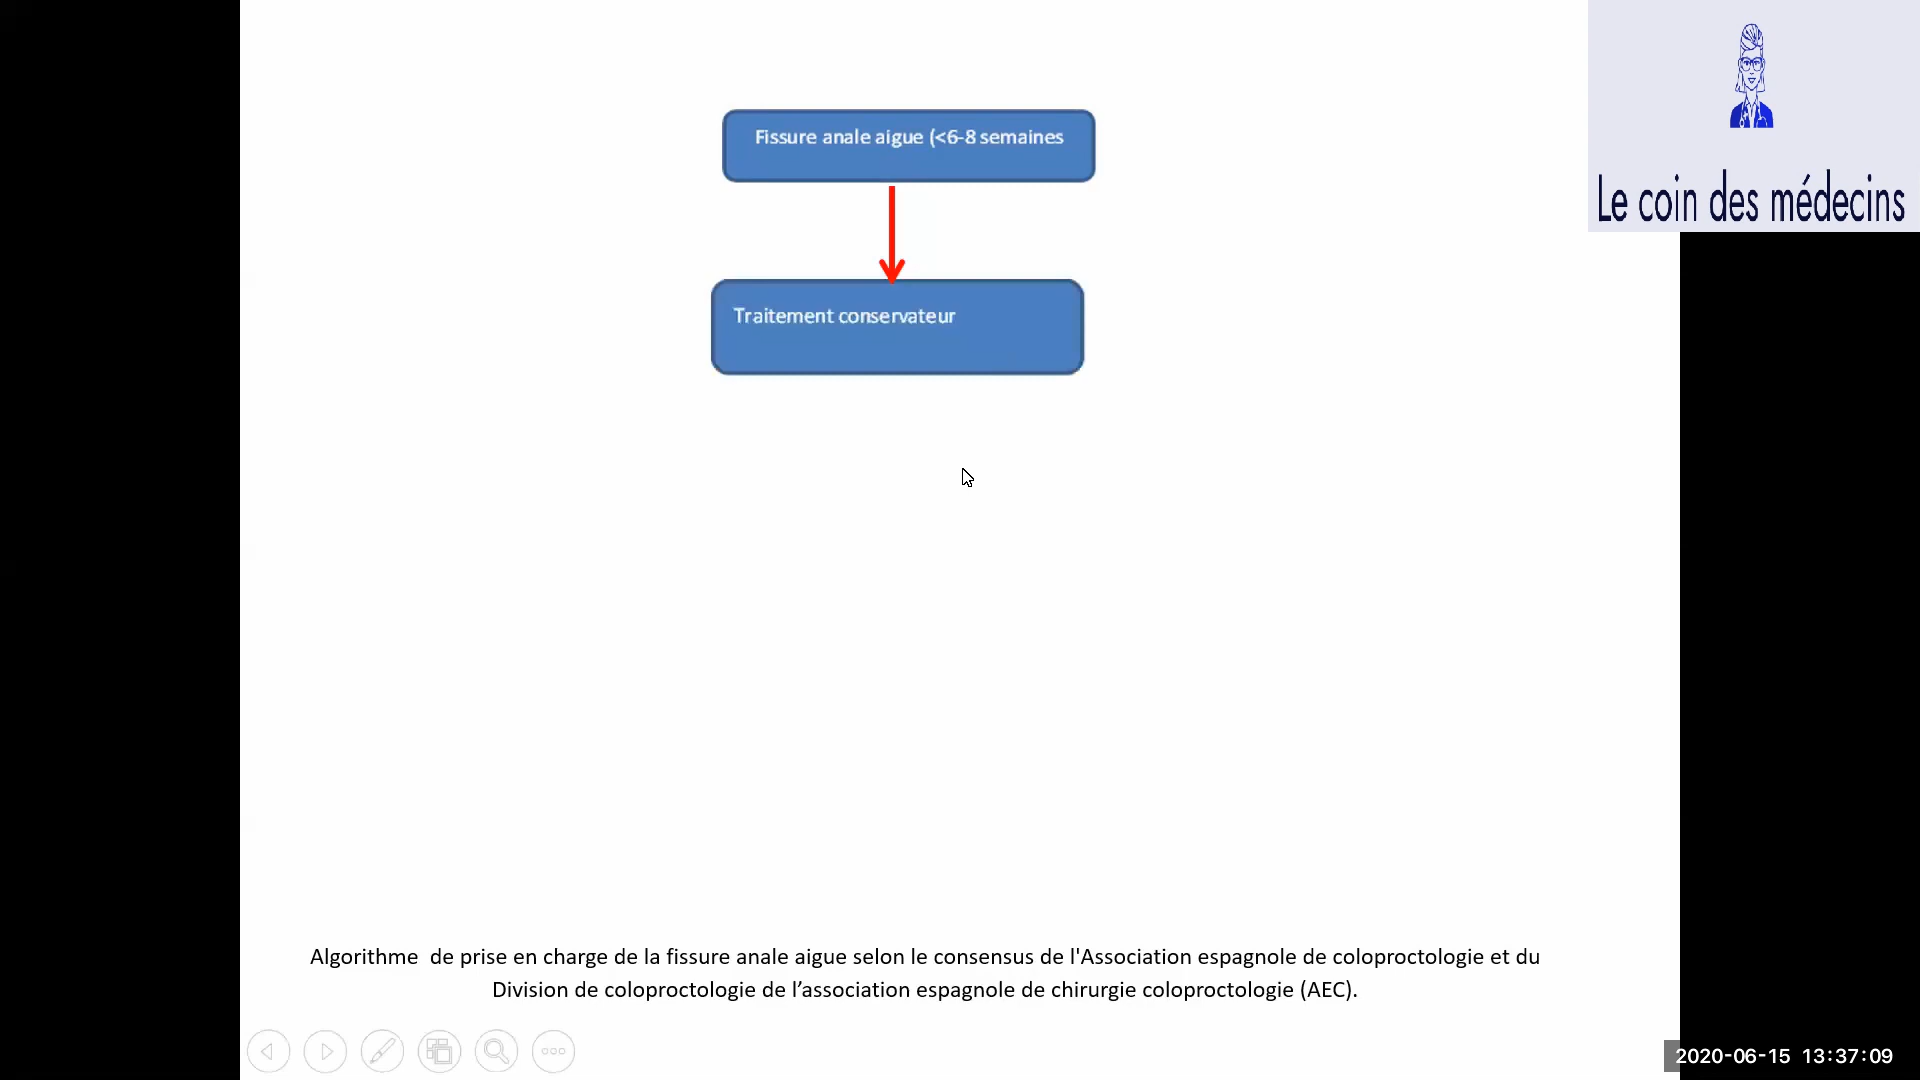 Fissure anale aigue (<6-8 semaines
Traitement conservateur
Le coin des médecins
Algorithme  de prise en charge de la fissure anale aigue selon le consensus de l'Association espagnole de coloproctologie et du
Division de coloproctologie de l’association espagnole de chirurgie coloproctologie (AEC).
2020-06-15 13:37:09